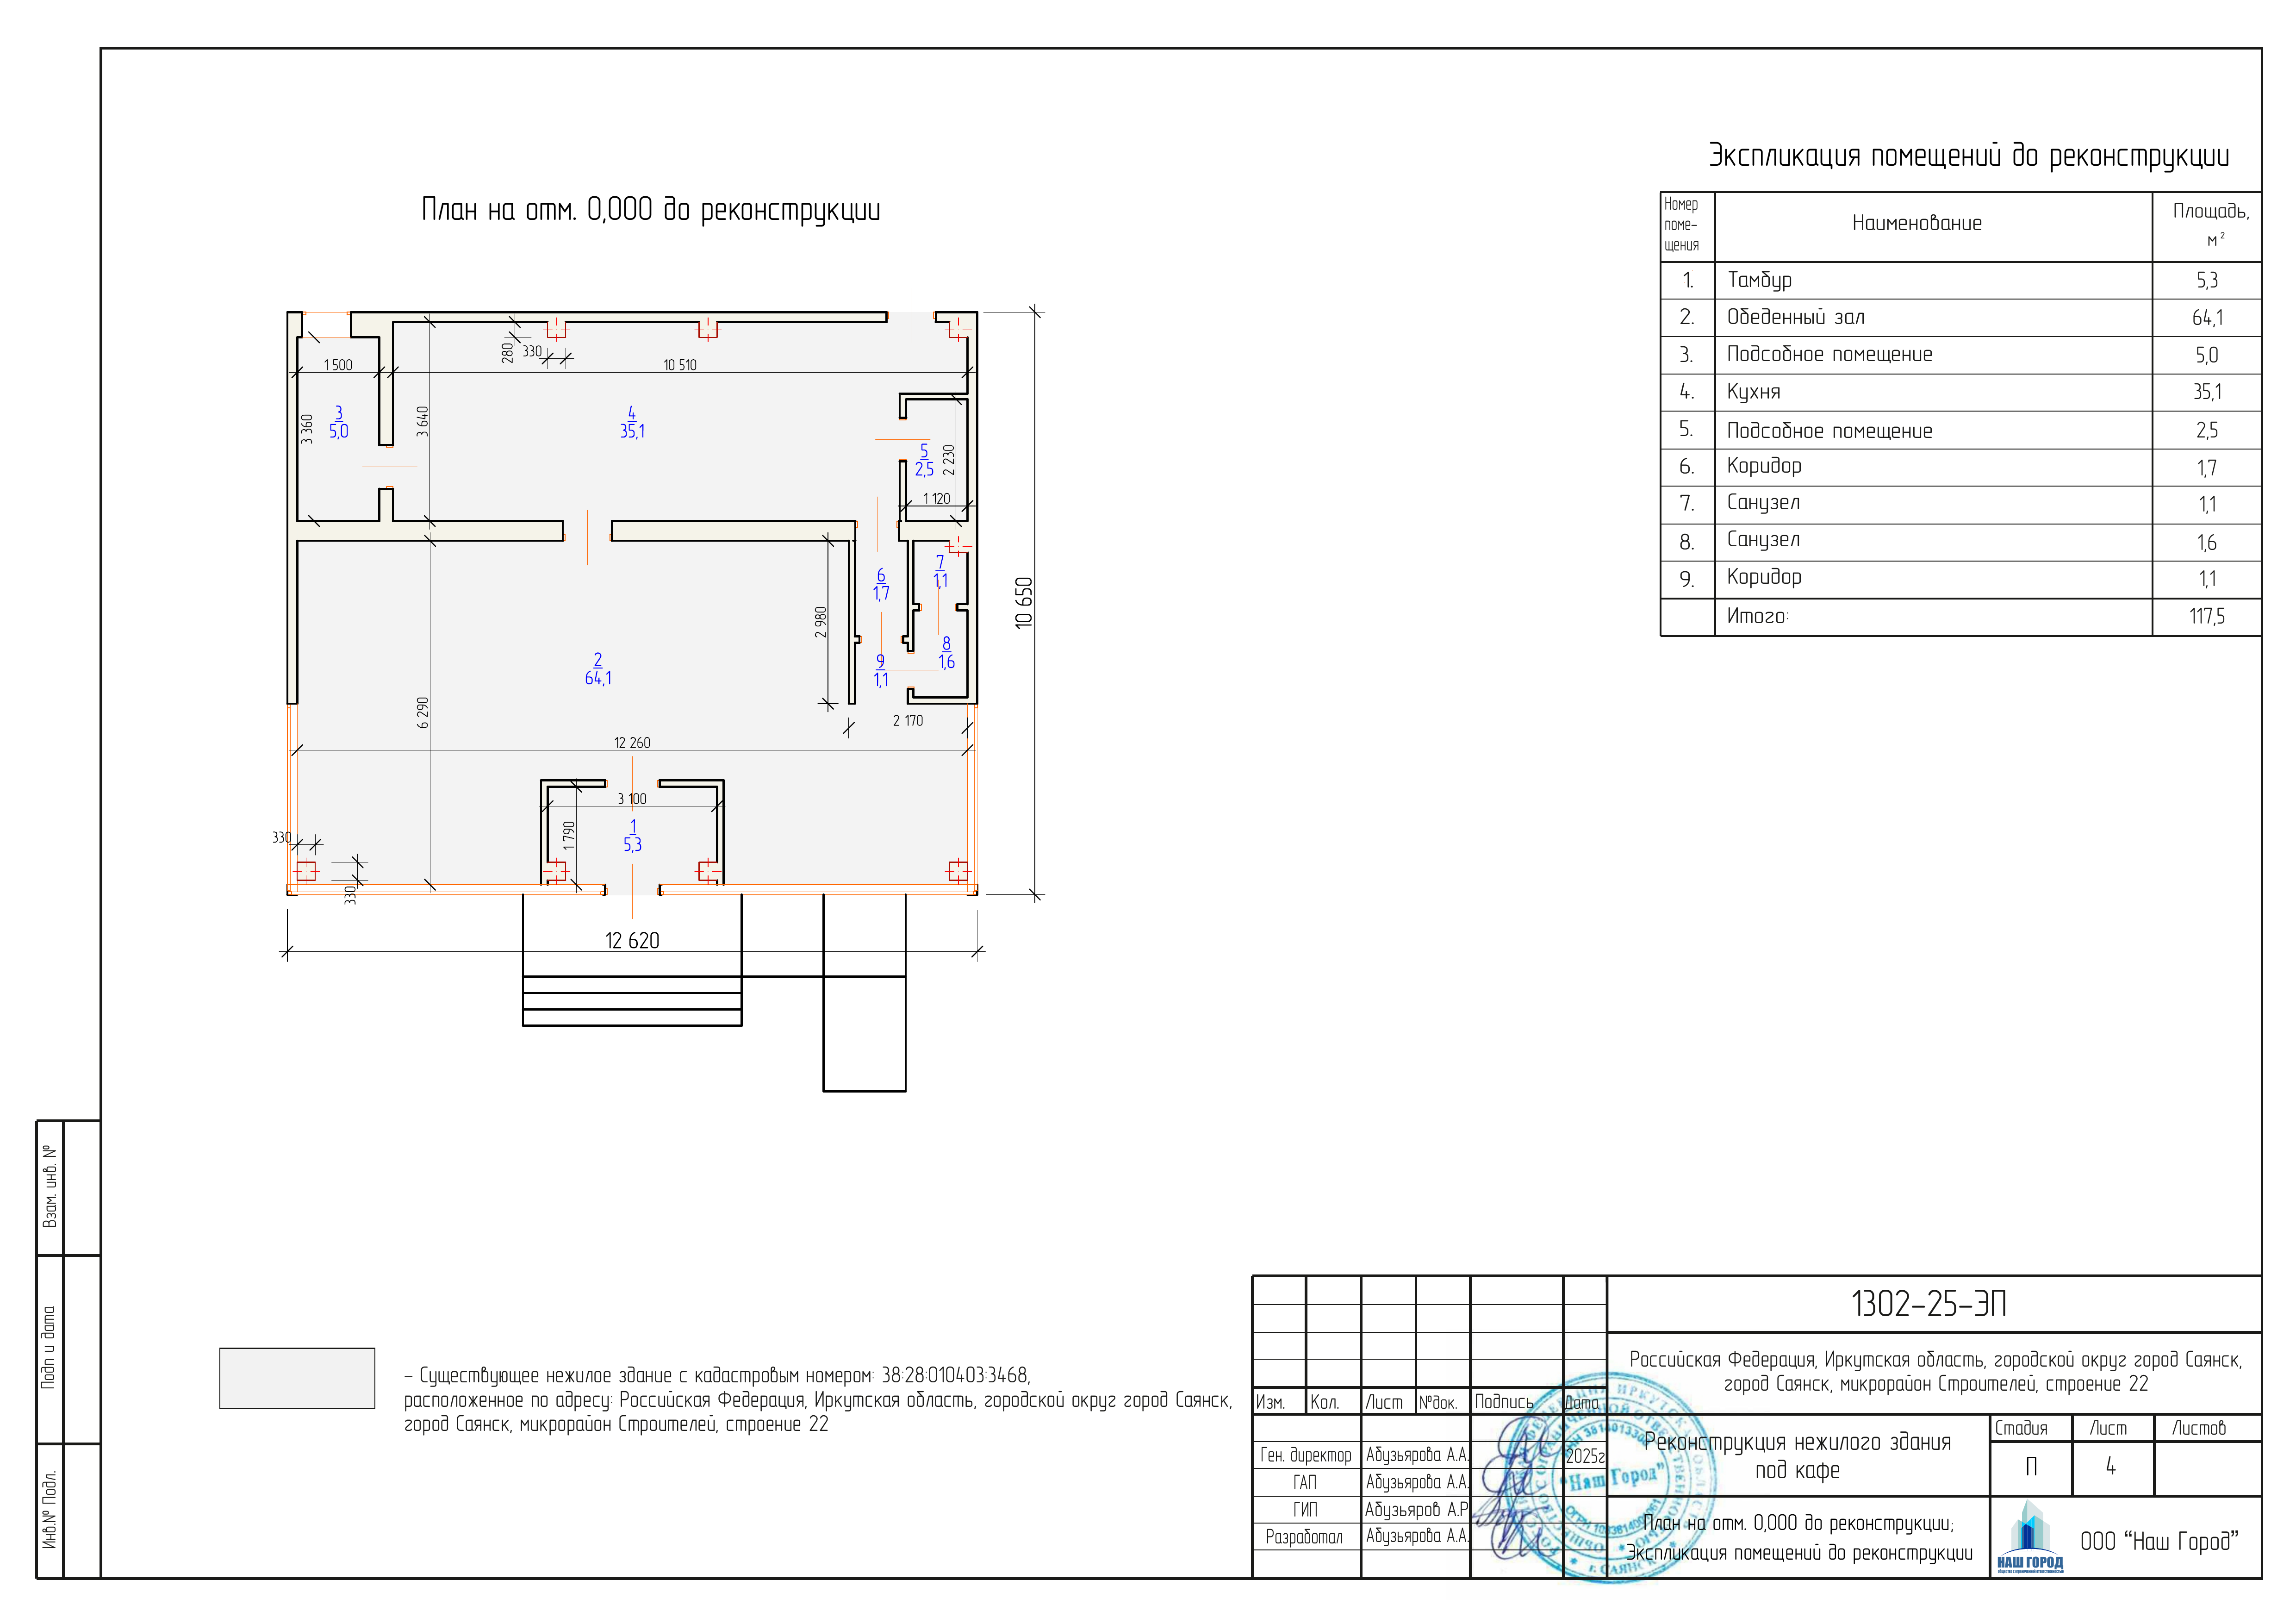 План на отм. 0,000 до реконструкции
Экспликация помещений до реконструкции
Номер
поме-
щения
Наименование
Площадь,
м²
1. Тамбур 5,3
2. Обеденный зал 64,1
3. Подсобное помещение 5,0
4. Кухня 35,1
5. Подсобное помещение 2,5
6. Коридор 1,7
7. Санузел 1,1
8. Санузел 1,6
9. Коридор 1,1
Итого: 117,5
280
330
1 500
10 510
3 360
3 640
3
5,0
4
35,1
5
2,5
2 230
1 120
6
1,7
7
1,1
2 980
10 650
8
1,6
9
1,1
2
64,1
6 290
2 170
12 260
3 100
1 790
1
5,3
330
330
12 620
Взам. инв. №
Подп и дата
Инв.№ Подл.
– Существующее нежилое здание с кадастровым номером: 38:28:010403:3468,
расположенное по адресу: Российская Федерация, Иркутская область, городской округ город Саянск,
город Саянск, микрорайон Строителей, строение 22
1302-25-ЭП
Российская Федерация, Иркутская область, городской округ город Саянск,
город Саянск, микрорайон Строителей, строение 22
Изм. Кол. Лист №док. Подпись Дата
Ген. директор Абузьярова А.А. 2025г
ГАП Абузьярова А.А.
ГИП Абузьяров А.Р
Разработал Абузьярова А.А.
Реконструкция нежилого здания
под кафе
Стадия Лист Листов
П 4
План на отм. 0,000 до реконструкции;
Экспликация помещений до реконструкции
НАШ ГОРОД
ООО “Наш Город”
“Наш Город”
г. САЯНСК